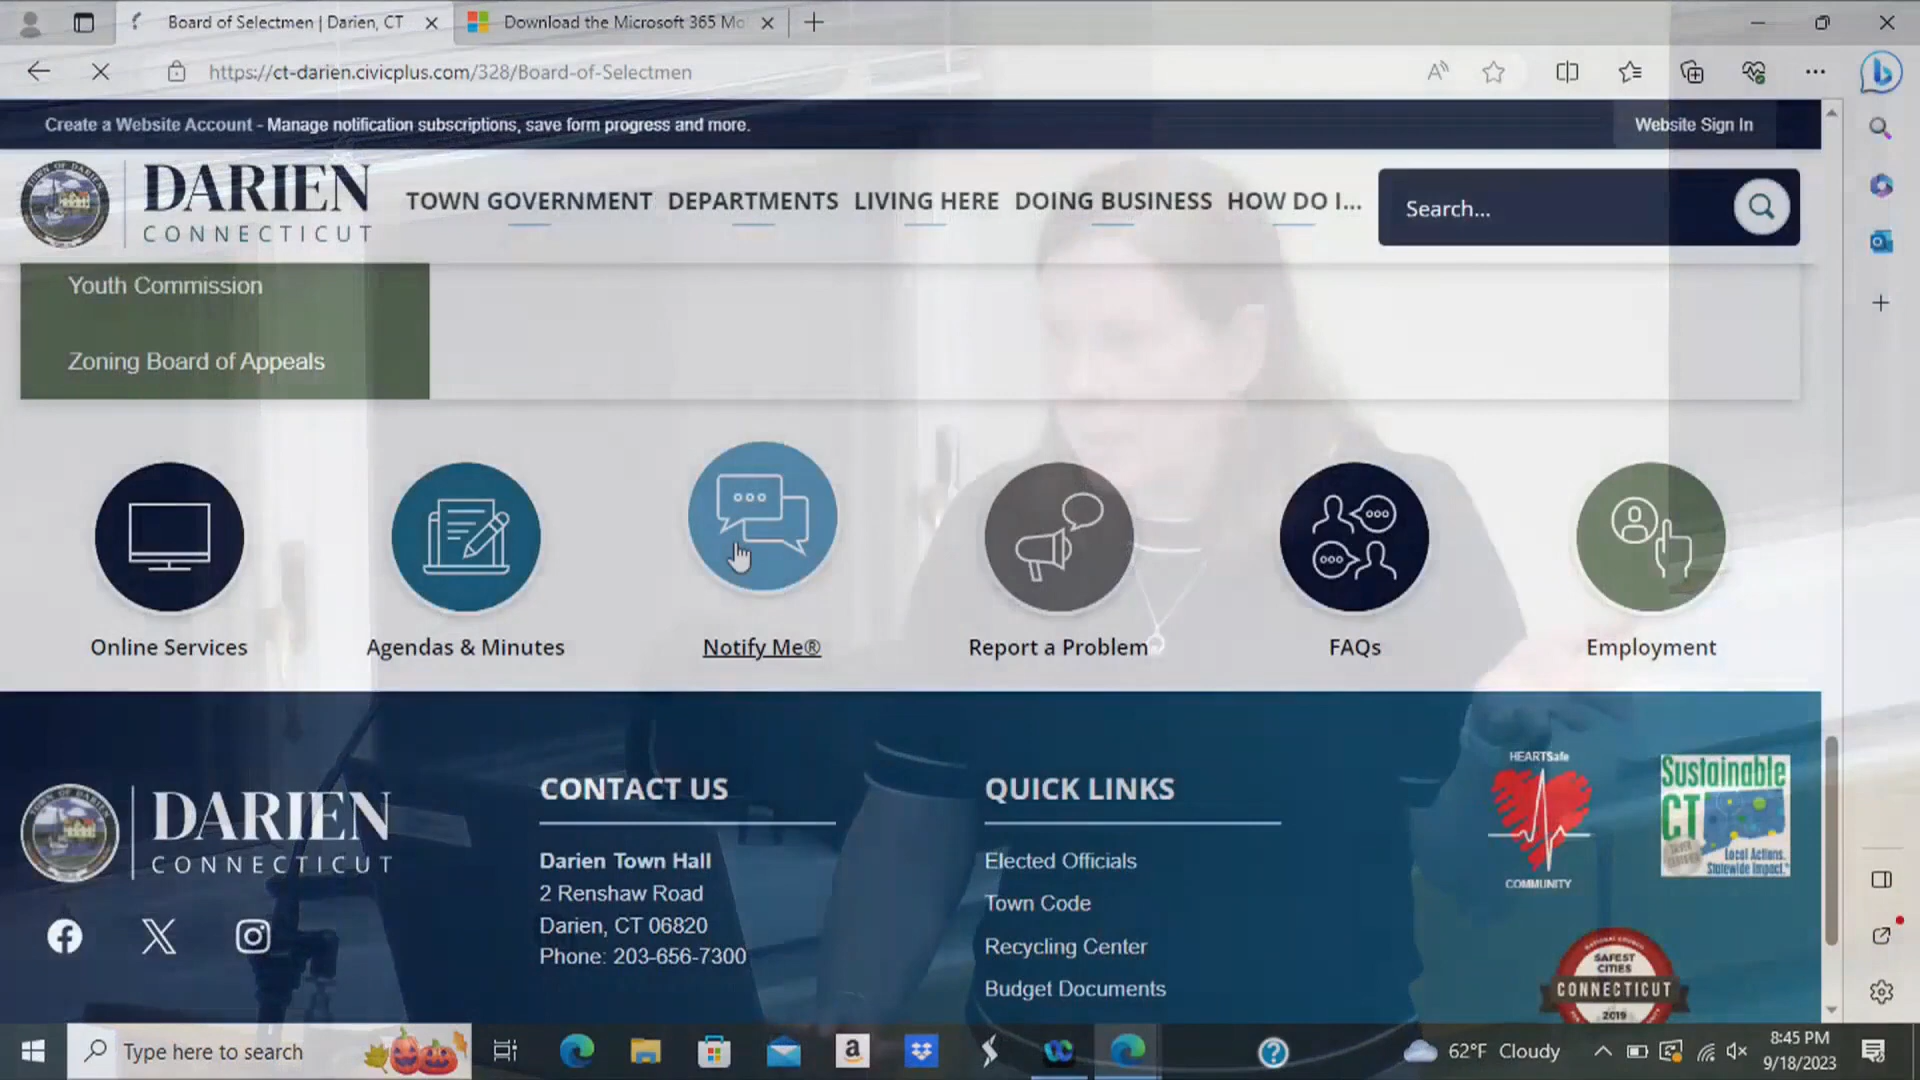 Board of Selectmen | Darien, CT
Download the Microsoft 365 Mo
https://ct-darien.civicplus.com/328/Board-of-Selectmen
Create a Website Account - Manage notification subscriptions, save form progress and more.
Website Sign In
DARIEN
CONNECTICUT
TOWN GOVERNMENT DEPARTMENTS LIVING HERE DOING BUSINESS HOW DO I...
Search...
Youth Commission
Zoning Board of Appeals
Online Services
Agendas & Minutes
Notify Me®
Report a Problem
FAQs
Employment
DARIEN
CONNECTICUT
CONTACT US
Darien Town Hall
2 Renshaw Road
Darien, CT 06820
Phone: 203-656-7300
QUICK LINKS
Elected Officials
Town Code
Recycling Center
Budget Documents
HEARTSafe
COMMUNITY
Sustainable
CT
Local Actions.
Statewide Impact.
SAFEST
CITIES
CONNECTICUT
2019
Type here to search
62°F Cloudy
8:45 PM
9/18/2023